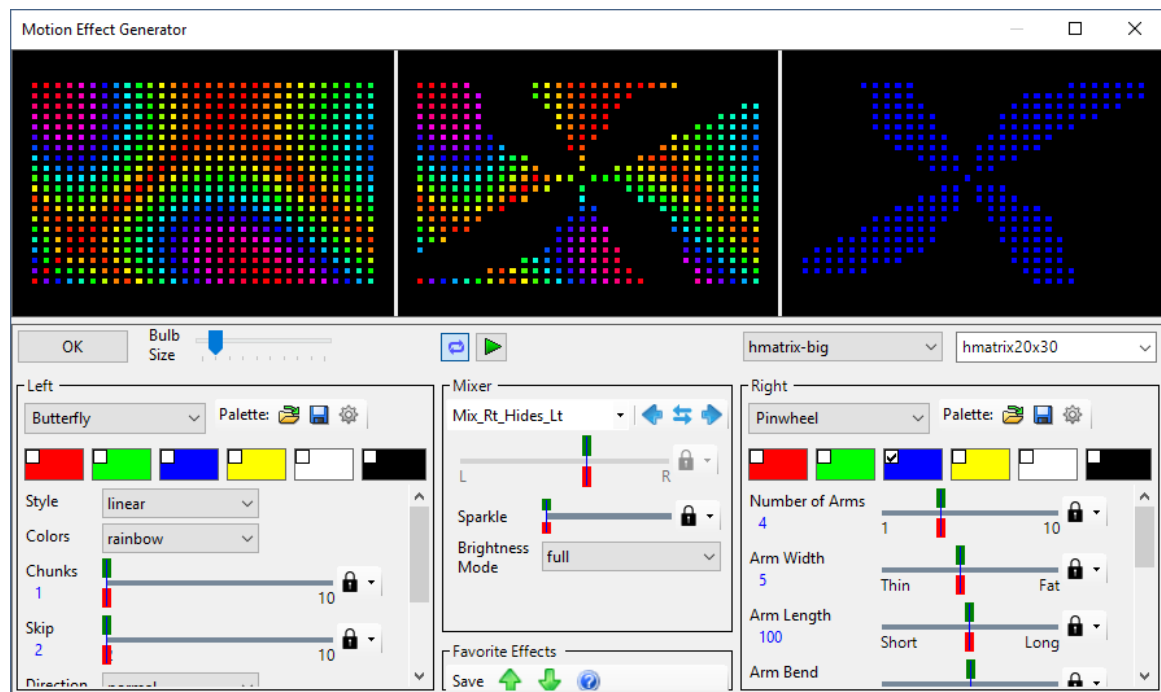 Motion Effect Generator
OK
Bulb
Size
hmatrix-big
hmatrix20x30
Left
Butterfly
Palette:
Style
linear
Colors
rainbow
Chunks
1
10
Skip
2
10
Direction
normal
Mixer
Mix_Rt_Hides_Lt
L
R
Sparkle
Brightness
Mode
full
Favorite Effects
Save
Right
Pinwheel
Palette:
Number of Arms
4
1
10
Arm Width
5
Thin
Fat
Arm Length
100
Short
Long
Arm Bend